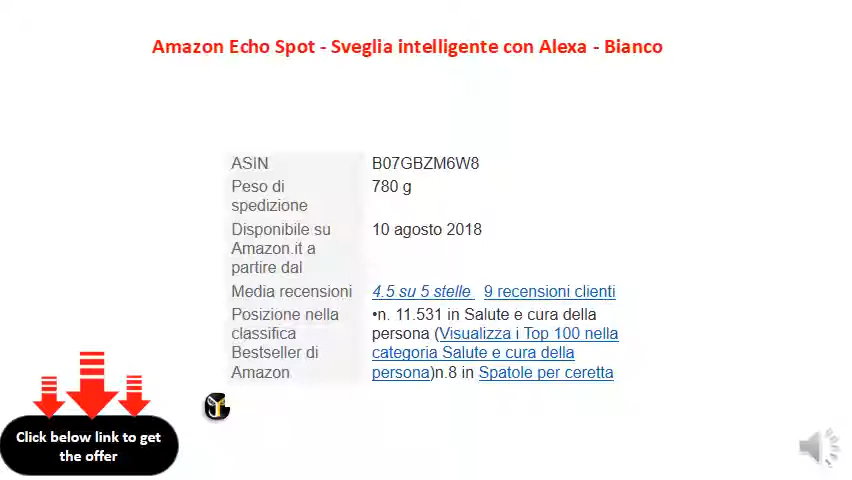 Amazon Echo Spot - Sveglia intelligente con Alexa - Bianco
ASIN B07GBZM6W8
Peso di spedizione 780 g
Disponibile su Amazon.it a partire dal 10 agosto 2018
Media recensioni 4.5 su 5 stelle 9 recensioni clienti
Posizione nella classifica Bestseller di Amazon
•n. 11.531 in Salute e cura della
persona (Visualizza i Top 100 nella
categoria Salute e cura della
persona)n.8 in Spatole per ceretta
Click below link to get
the offer